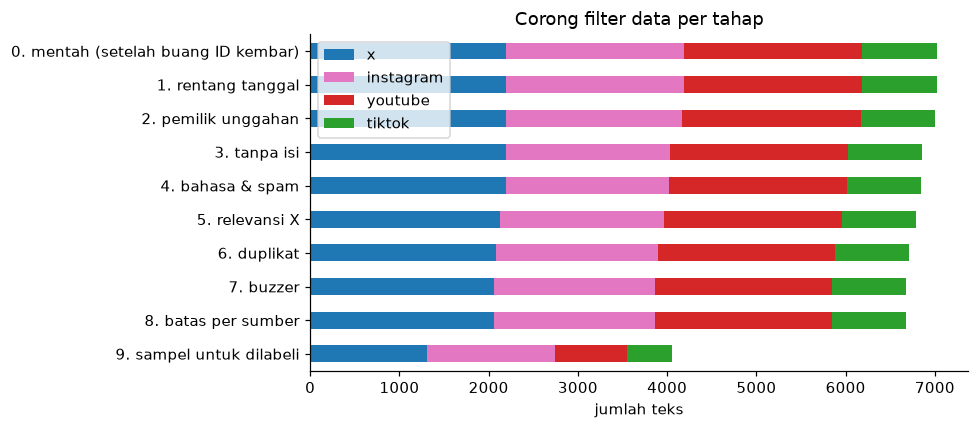 Corong filter data per tahap
0. mentah (setelah buang ID kembar)
1. rentang tanggal
2. pemilik unggahan
3. tanpa isi
4. bahasa & spam
5. relevansi X
6. duplikat
7. buzzer
8. batas per sumber
9. sampel untuk dilabeli
x
instagram
youtube
tiktok
0 1000 2000 3000 4000 5000 6000 7000
jumlah teks